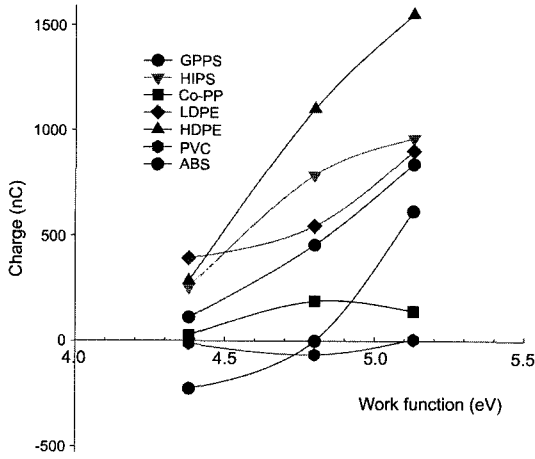 1500
GPPS
HIPS
Co-PP
LDPE
HDPE
PVC
ABS
1000
Charge (nC)
500
0
4.0
4.5
5.0
5.5
Work function (eV)
-500